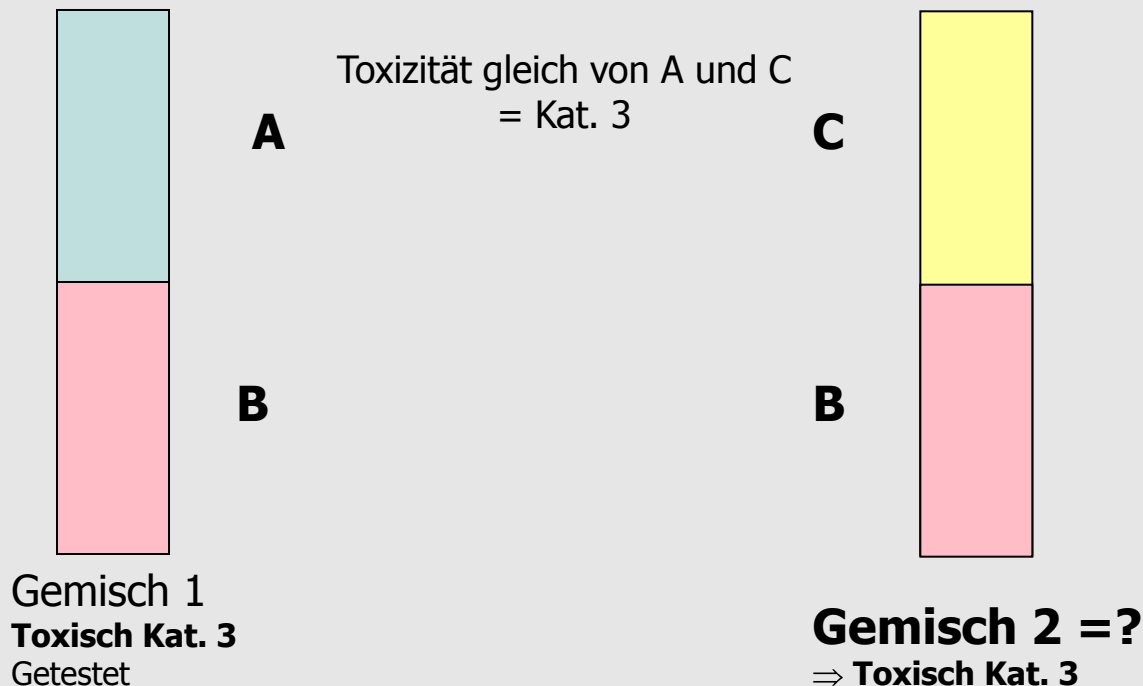 Toxizität gleich von A und C
= Kat. 3
A
C
B
B
Gemisch 1
Toxisch Kat. 3
Getestet
Gemisch 2 =?
⇒ Toxisch Kat. 3